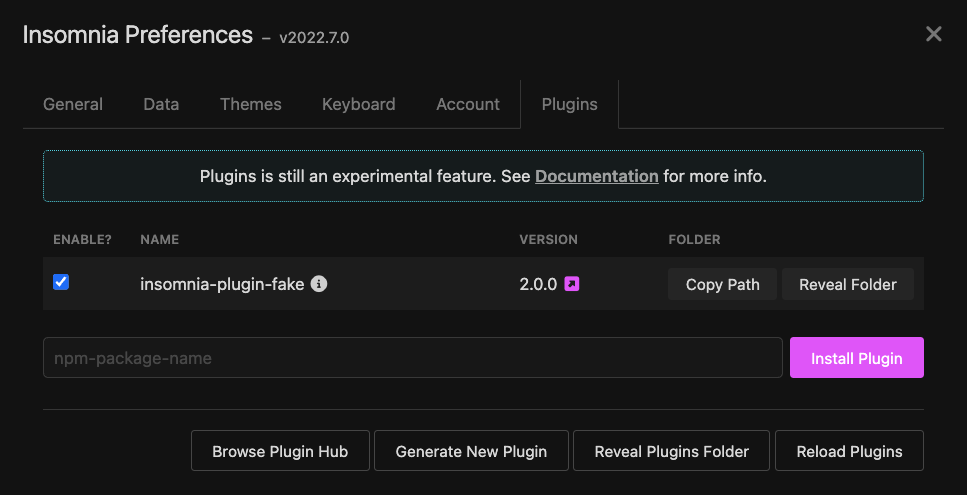 Insomnia Preferences – v2022.7.0
General Data Themes Keyboard Account Plugins
Plugins is still an experimental feature. See Documentation for more info.
ENABLE? NAME VERSION FOLDER
insomnia-plugin-fake 2.0.0 Copy Path Reveal Folder
npm-package-name Install Plugin
Browse Plugin Hub Generate New Plugin Reveal Plugins Folder Reload Plugins